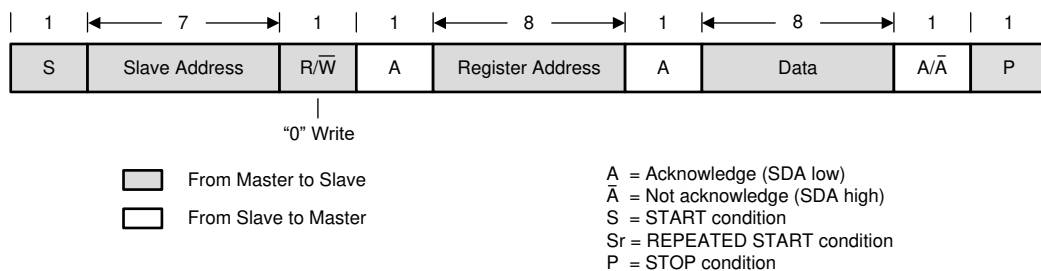 1 7 1 1 8 1 8 1 1
S Slave Address R/W̅ A Register Address A Data A/A̅ P
“0” Write
From Master to Slave
From Slave to Master
A = Acknowledge (SDA low)
A̅ = Not acknowledge (SDA high)
S = START condition
Sr = REPEATED START condition
P = STOP condition